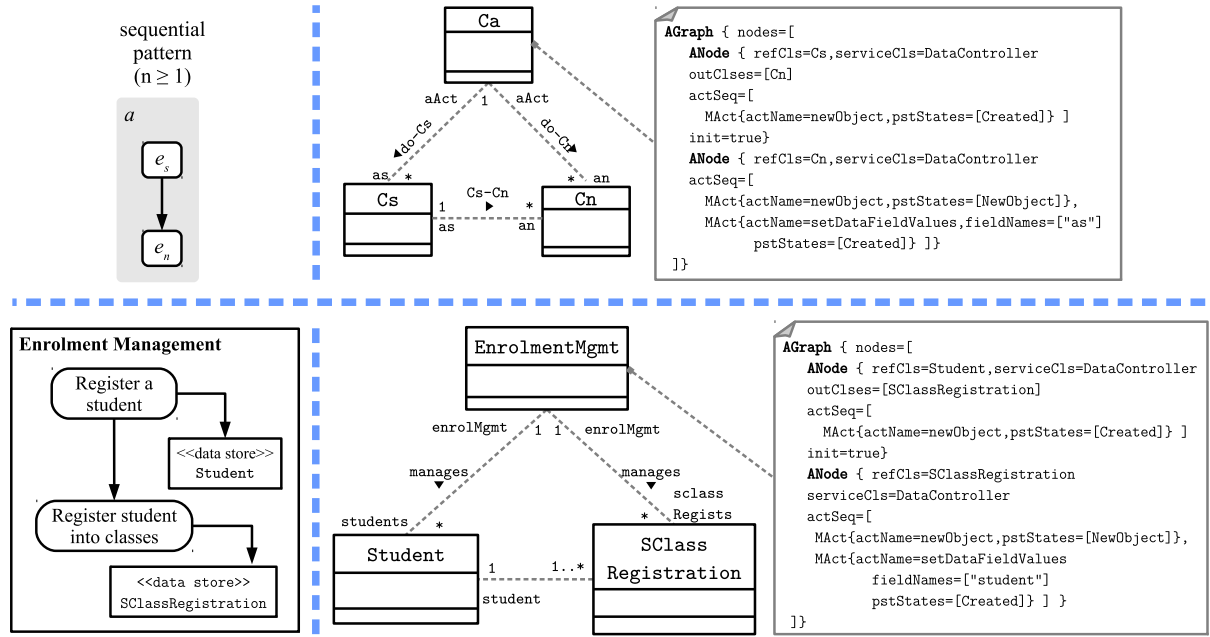 sequential
pattern
(n ≥ 1)
a
es
en
Ca
aAct
1
aAct
do-Cs
do-Cn
as
*
*
an
Cs
Cs-Cn
Cn
1
*
as
an
AGraph { nodes=[
ANode { refCls=Cs,serviceCls=DataController
outClses=[Cn]
actSeq=[
MAct{actName=newObject,pstStates=[Created]} ]
init=true}
ANode { refCls=Cn,serviceCls=DataController
actSeq=[
MAct{actName=newObject,pstStates=[NewObject]},
MAct{actName=setDataFieldValues,fieldNames=["as"]
pstStates=[Created]} ]}
]}
Enrolment Management
Register a
student
<<data store>>
Student
Register student
into classes
<<data store>>
SClassRegistration
EnrolmentMgmt
enrolMgmt
1
1
enrolMgmt
manages
manages
students
*
*
sclass
Regists
Student
SClass
Registration
1
1..*
student
AGraph { nodes=[
ANode { refCls=Student,serviceCls=DataController
outClses=[SClassRegistration]
actSeq=[
MAct{actName=newObject,pstStates=[Created]} ]
init=true}
ANode { refCls=SClassRegistration
serviceCls=DataController
actSeq=[
MAct{actName=newObject,pstStates=[NewObject]},
MAct{actName=setDataFieldValues
fieldNames=["student"]
pstStates=[Created]} ] }
]}